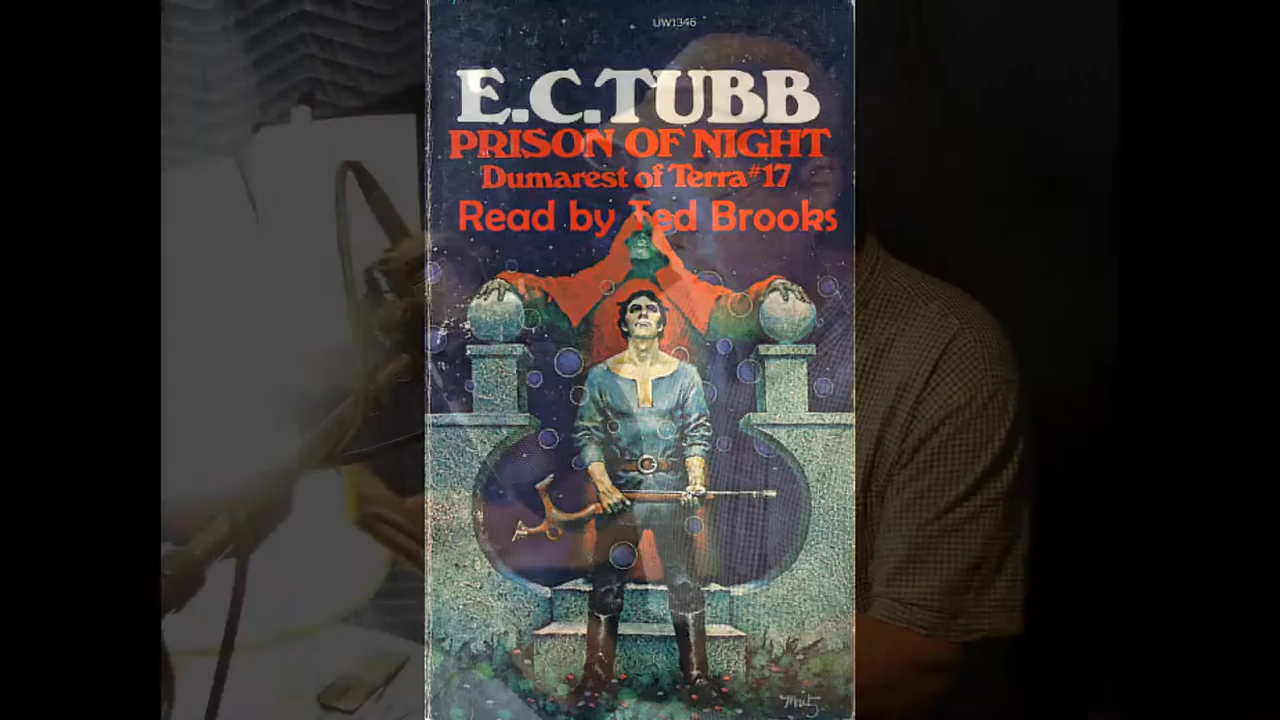 UW1346
E.C.TUBB
PRISON OF NIGHT
Dumarest of Terra #17
Read by Ted Brooks